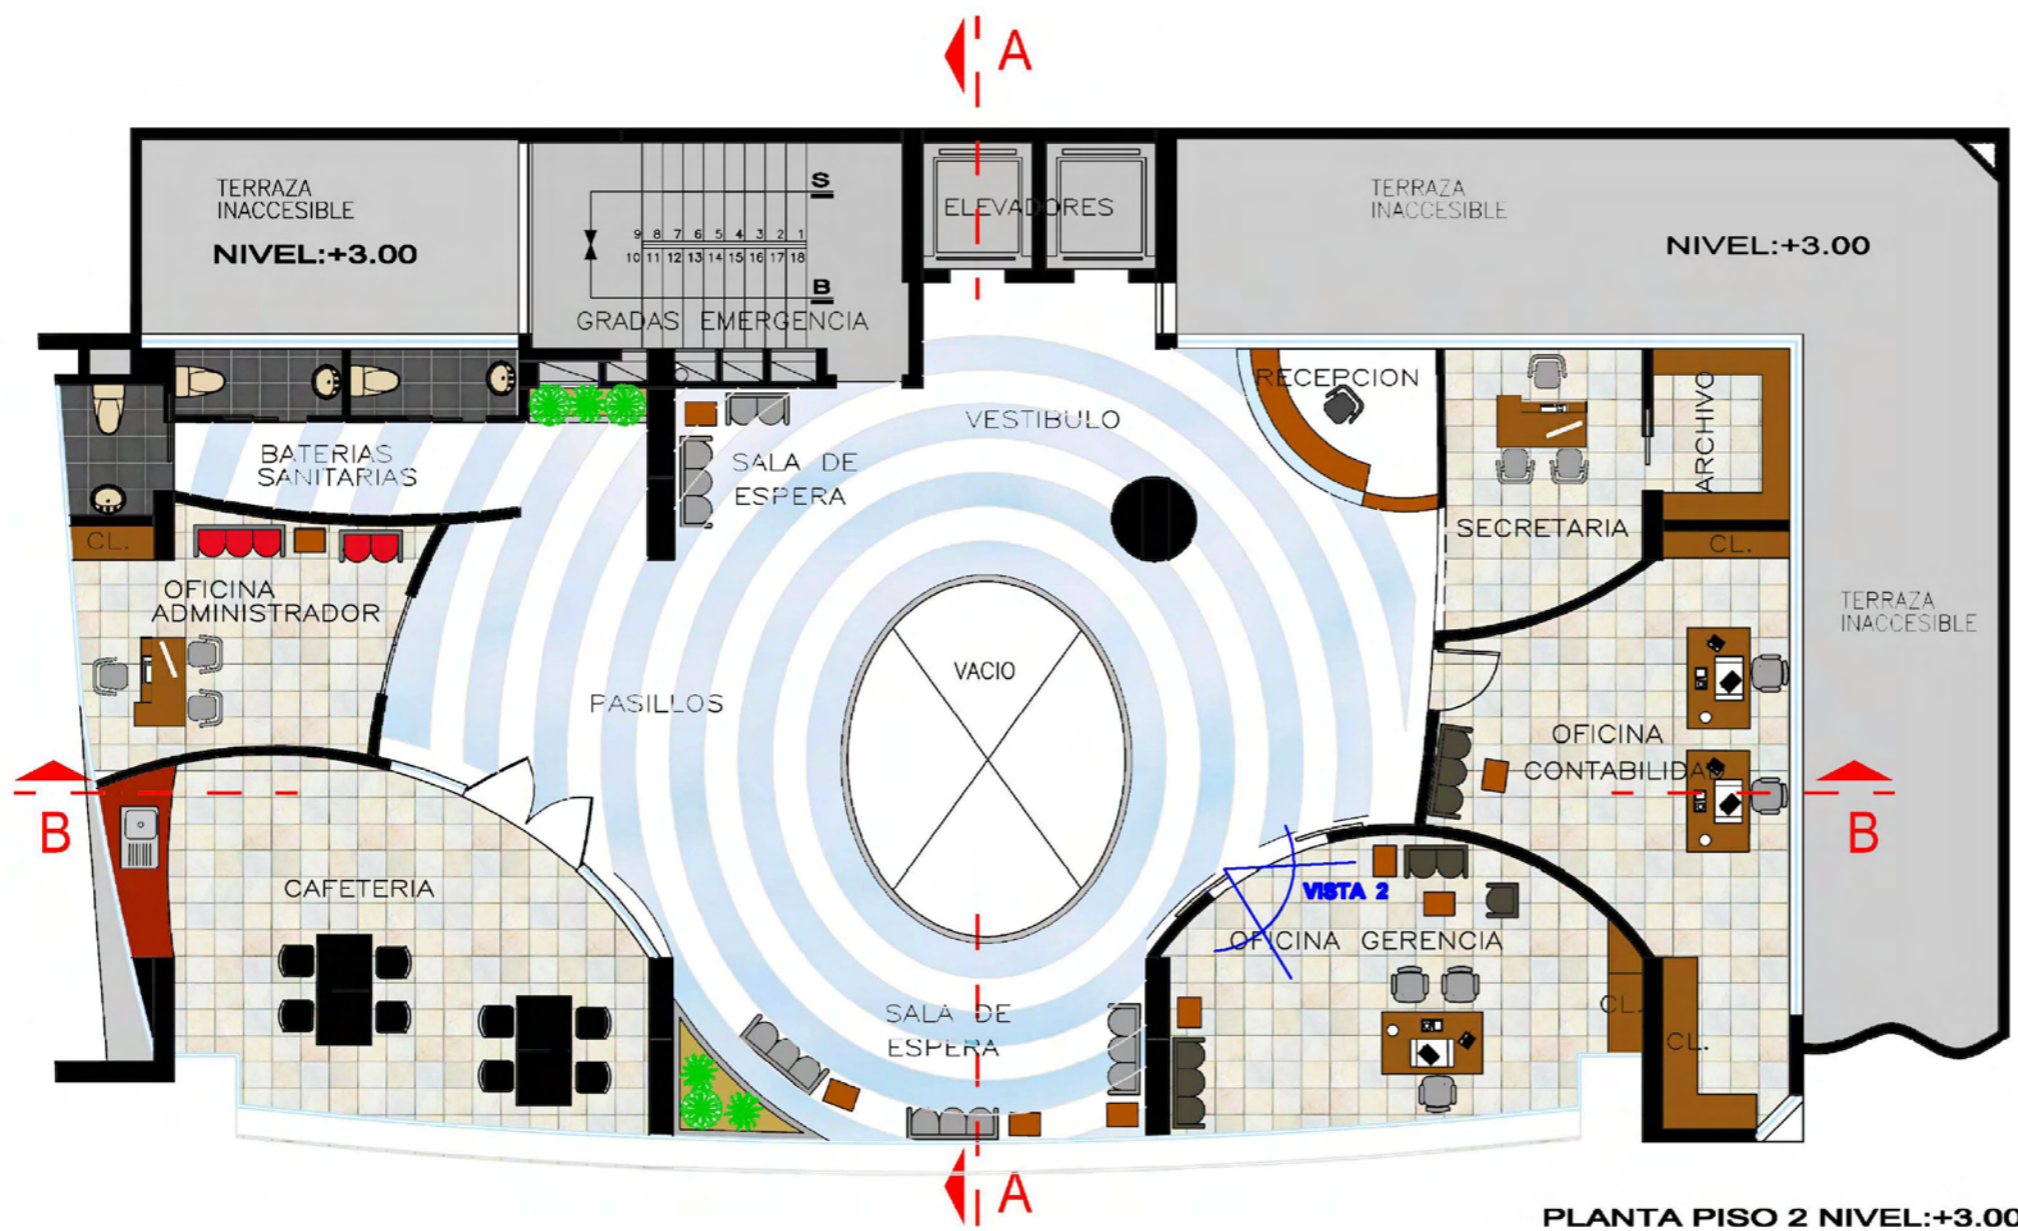 A
TERRAZA
INACCESIBLE
NIVEL:+3.00
S
9 8 7 6 5 4 3 2 1
10 11 12 13 14 15 16 17 18
B
GRADAS EMERGENCIA
ELEVADORES
TERRAZA
INACCESIBLE
NIVEL:+3.00
RECEPCION
VESTIBULO
ARCHIVO
BATERIAS
SANITARIAS
SALA DE
ESPERA
SECRETARIA
CL.
CL.
OFICINA
ADMINISTRADOR
TERRAZA
INACCESIBLE
VACIO
PASILLOS
OFICINA
CONTABILIDAD
B
B
CAFETERIA
VISTA 2
OFICINA GERENCIA
SALA DE
ESPERA
CL.
CL.
A
PLANTA PISO 2 NIVEL:+3.00